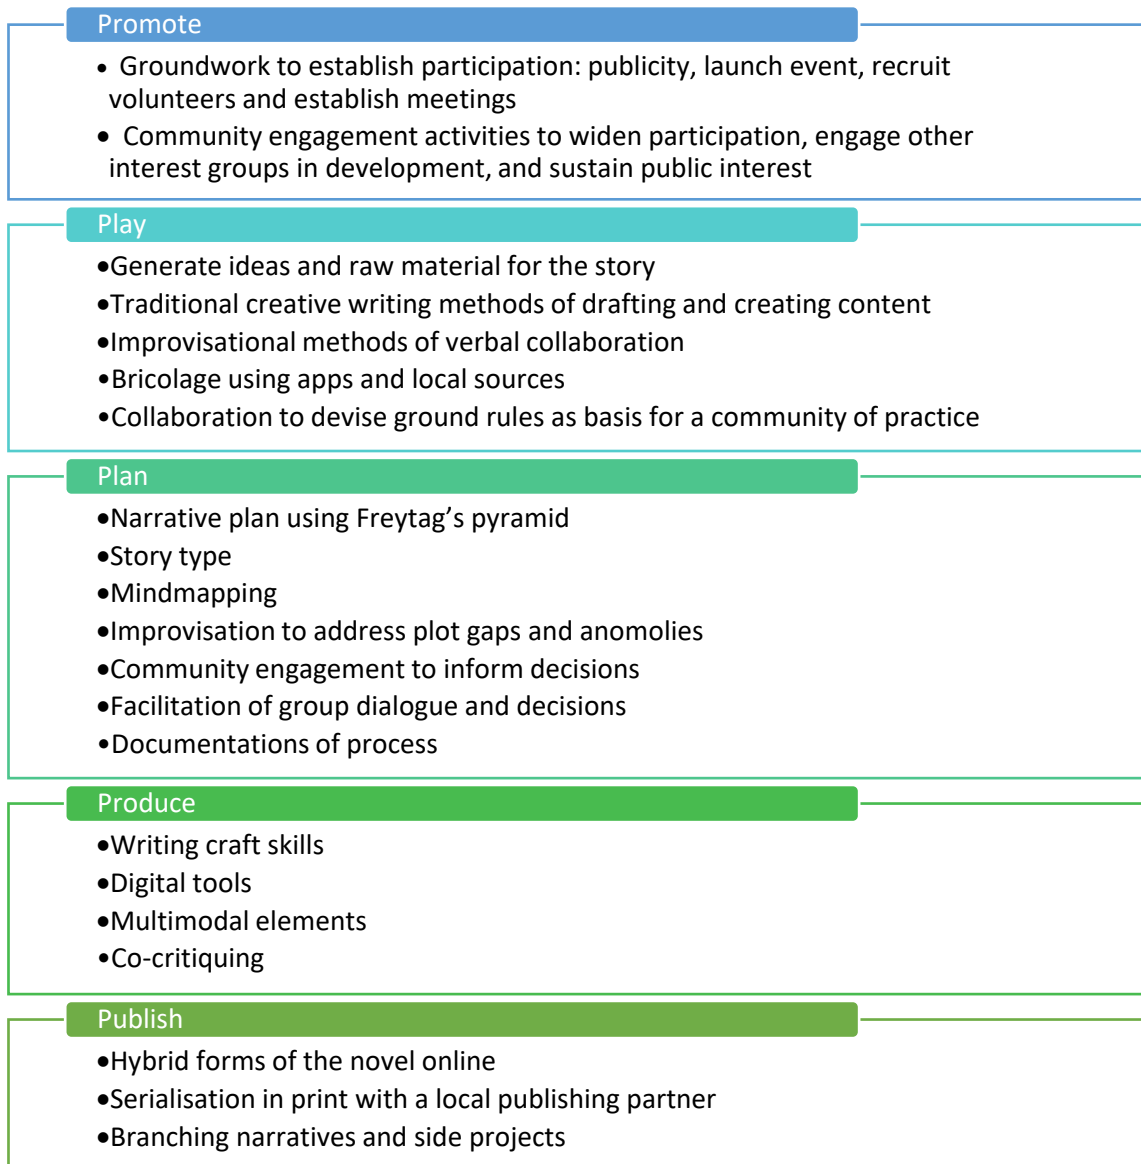 Promote
• Groundwork to establish participation: publicity, launch event, recruit
volunteers and establish meetings
• Community engagement activities to widen participation, engage other
interest groups in development, and sustain public interest
Play
•Generate ideas and raw material for the story
•Traditional creative writing methods of drafting and creating content
•Improvisational methods of verbal collaboration
•Bricolage using apps and local sources
•Collaboration to devise ground rules as basis for a community of practice
Plan
•Narrative plan using Freytag’s pyramid
•Story type
•Mindmapping
•Improvisation to address plot gaps and anomolies
•Community engagement to inform decisions
•Facilitation of group dialogue and decisions
•Documentations of process
Produce
•Writing craft skills
•Digital tools
•Multimodal elements
•Co-critiquing
Publish
•Hybrid forms of the novel online
•Serialisation in print with a local publishing partner
•Branching narratives and side projects